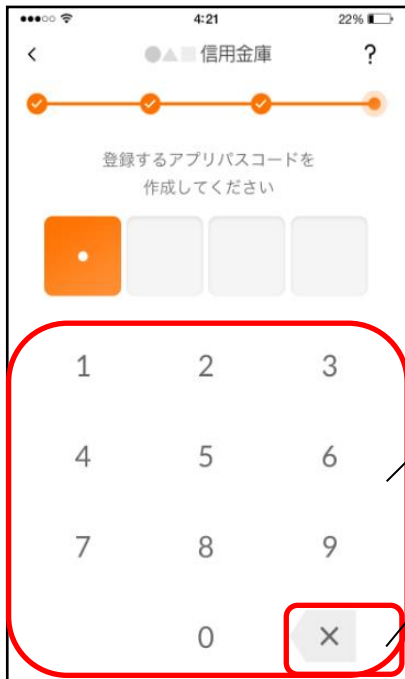 4:21
22%
●▲■信用金庫
?
登録するアプリパスコードを
作成してください
1 2 3
4 5 6
7 8 9
0 ×